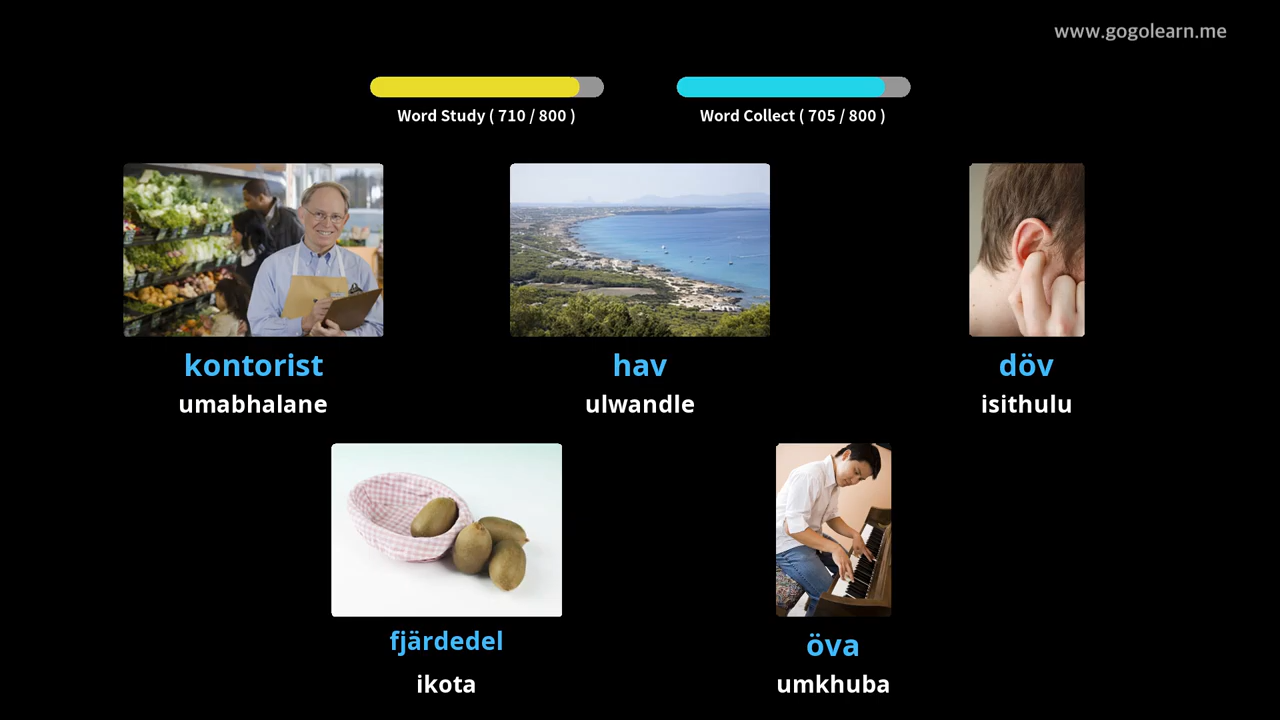 www.gogolearn.me
Word Study ( 710 / 800 )
Word Collect ( 705 / 800 )
kontorist
umabhalane
hav
ulwandle
döv
isithulu
fjärdedel
ikota
öva
umkhuba